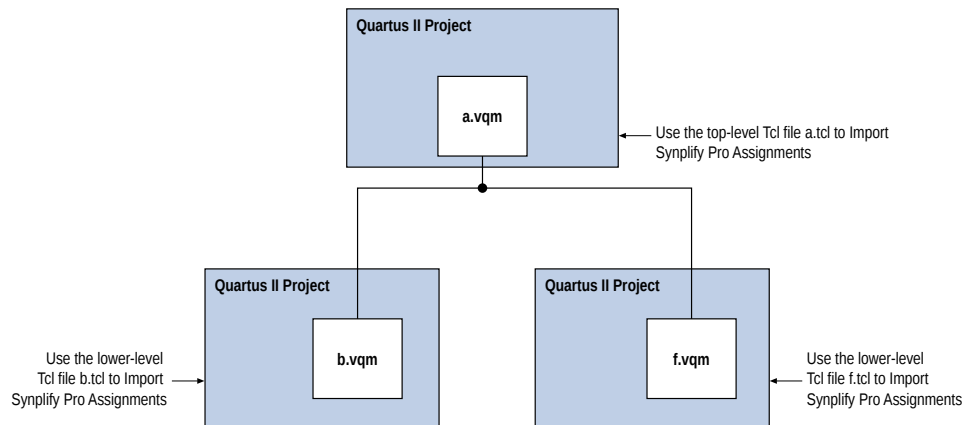 Quartus II Project
a.vqm
Use the top-level Tcl file a.tcl to Import
Synplify Pro Assignments
Quartus II Project
b.vqm
Use the lower-level
Tcl file b.tcl to Import
Synplify Pro Assignments
Quartus II Project
f.vqm
Use the lower-level
Tcl file f.tcl to Import
Synplify Pro Assignments